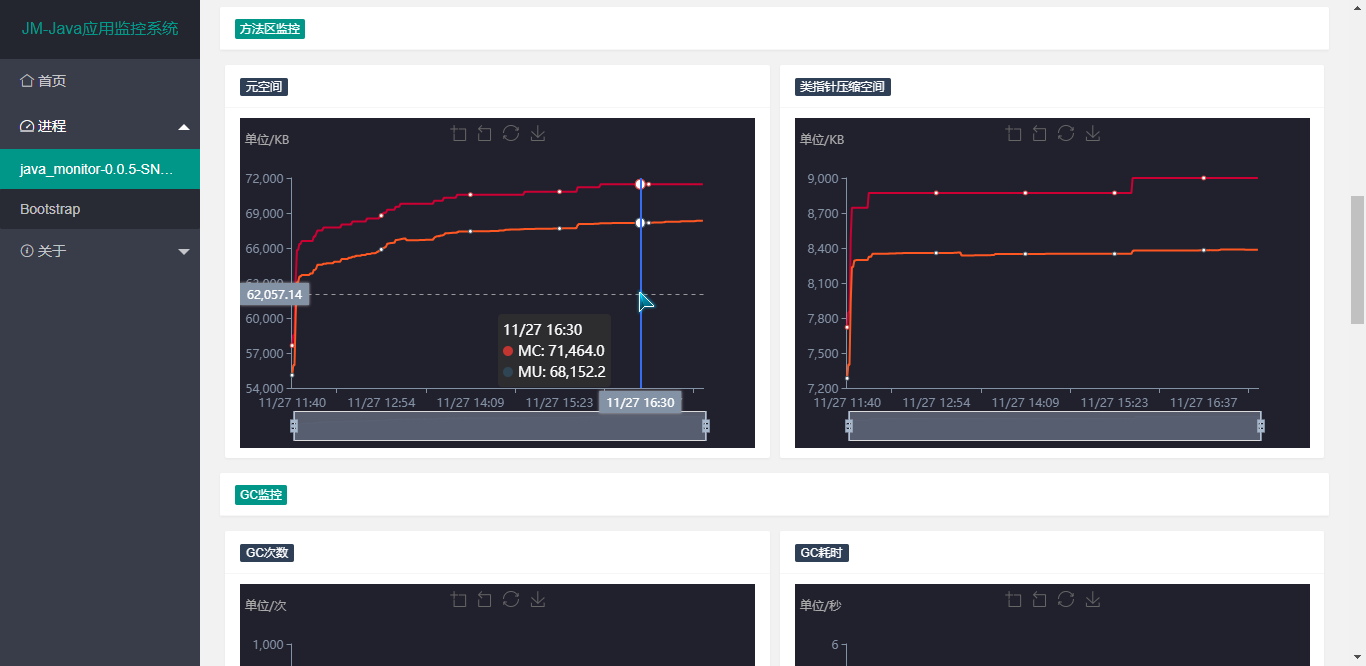 JM-Java应用监控系统
首页
进程
java_monitor-0.0.5-SN...
Bootstrap
关于
方法区监控
元空间
单位/KB
72,000
69,000
66,000
62,057.14
60,000
57,000
54,000
11/27 16:30
MC: 71,464.0
MU: 68,152.2
11/27 11:40 11/27 12:54 11/27 14:09 11/27 15:23 11/27 16:30
类指针压缩空间
单位/KB
9,000
8,700
8,400
8,100
7,800
7,500
7,200
11/27 11:40 11/27 12:54 11/27 14:09 11/27 15:23 11/27 16:37
GC监控
GC次数
单位/次
1,000
GC耗时
单位/秒
6